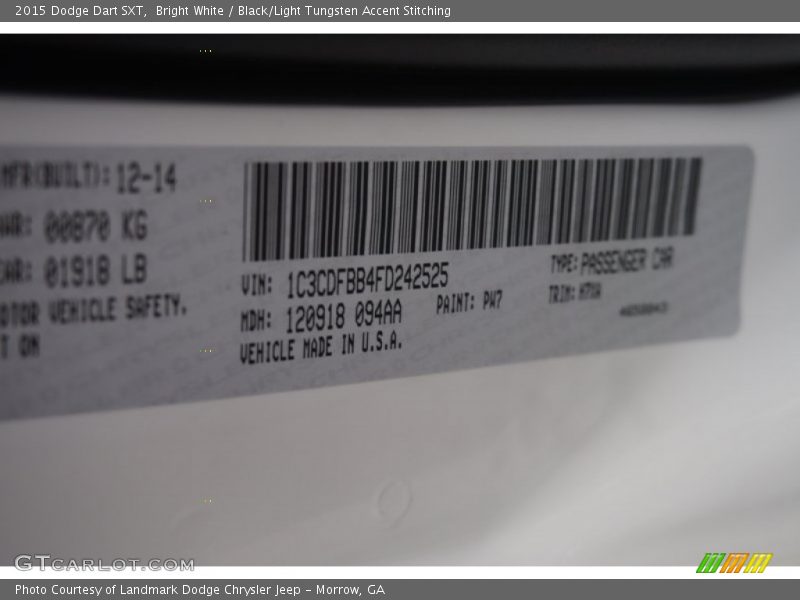 2015 Dodge Dart SXT, Bright White / Black/Light Tungsten Accent Stitching
MFR(BUILT): 12-14
00870 KG
01918 LB
VEHICLE SAFETY.
VIN: 1C3CDFBB4FD242525
TYPE: PASSENGER CAR
MDH: 120918 094AA
PAINT: PW7
TRIM:
VEHICLE MADE IN U.S.A.
GTCARLOT.COM
Photo Courtesy of Landmark Dodge Chrysler Jeep – Morrow, GA